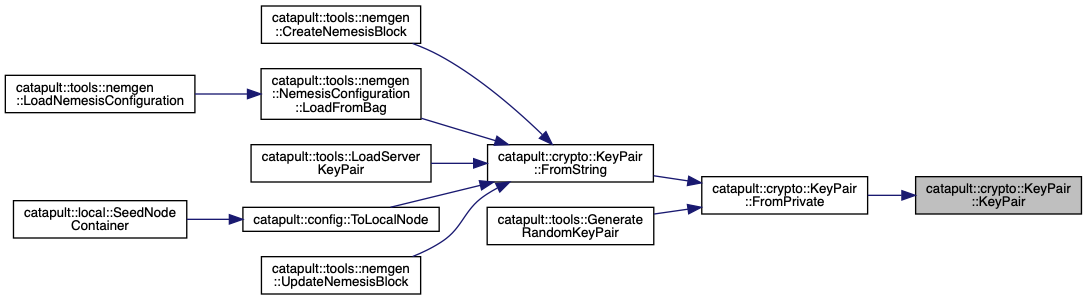 catapult::tools::nemgen
::CreateNemesisBlock
catapult::tools::nemgen
::LoadNemesisConfiguration
catapult::tools::nemgen
::NemesisConfiguration
::LoadFromBag
catapult::tools::LoadServer
KeyPair
catapult::crypto::KeyPair
::FromString
catapult::crypto::KeyPair
::FromPrivate
catapult::crypto::KeyPair
::KeyPair
catapult::local::SeedNode
Container
catapult::config::ToLocalNode
catapult::tools::Generate
RandomKeyPair
catapult::tools::nemgen
::UpdateNemesisBlock